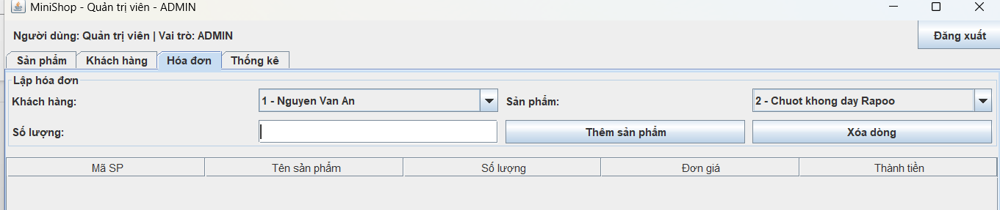 MiniShop - Quản trị viên - ADMIN
Người dùng: Quản trị viên | Vai trò: ADMIN
Đăng xuất
Sản phẩm Khách hàng Hóa đơn Thống kê
Lập hóa đơn
Khách hàng: 1 - Nguyen Van An Sản phẩm: 2 - Chuot khong day Rapoo
Số lượng: Thêm sản phẩm Xóa dòng
Mã SP Tên sản phẩm Số lượng Đơn giá Thành tiền